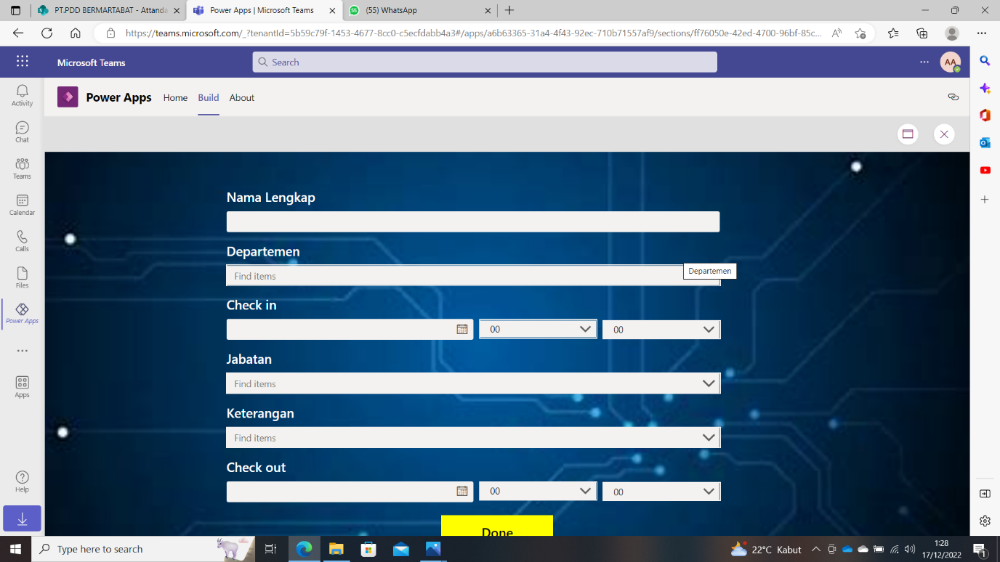 PT.PDD BERMARTABAT - Attanda
Power Apps | Microsoft Teams
(55) WhatsApp
https://teams.microsoft.com/_?tenantId=5b59c79f-1453-4677-8cc0-c5ecfdabb4a3#/apps/a6b63365-31a4-4f43-92ec-710b71557af9/sections/ff76050e-42ed-4700-96bf-85c...
Microsoft Teams
Search
AA
Activity
Chat
Teams
Calendar
Calls
Files
Power Apps
Apps
Help
Power Apps Home Build About
Nama Lengkap
Departemen
Find items
Departemen
Check in
00 00
Jabatan
Find items
Keterangan
Find items
Check out
00 00
Done
Type here to search
22°C Kabut
1:28
17/12/2022
1